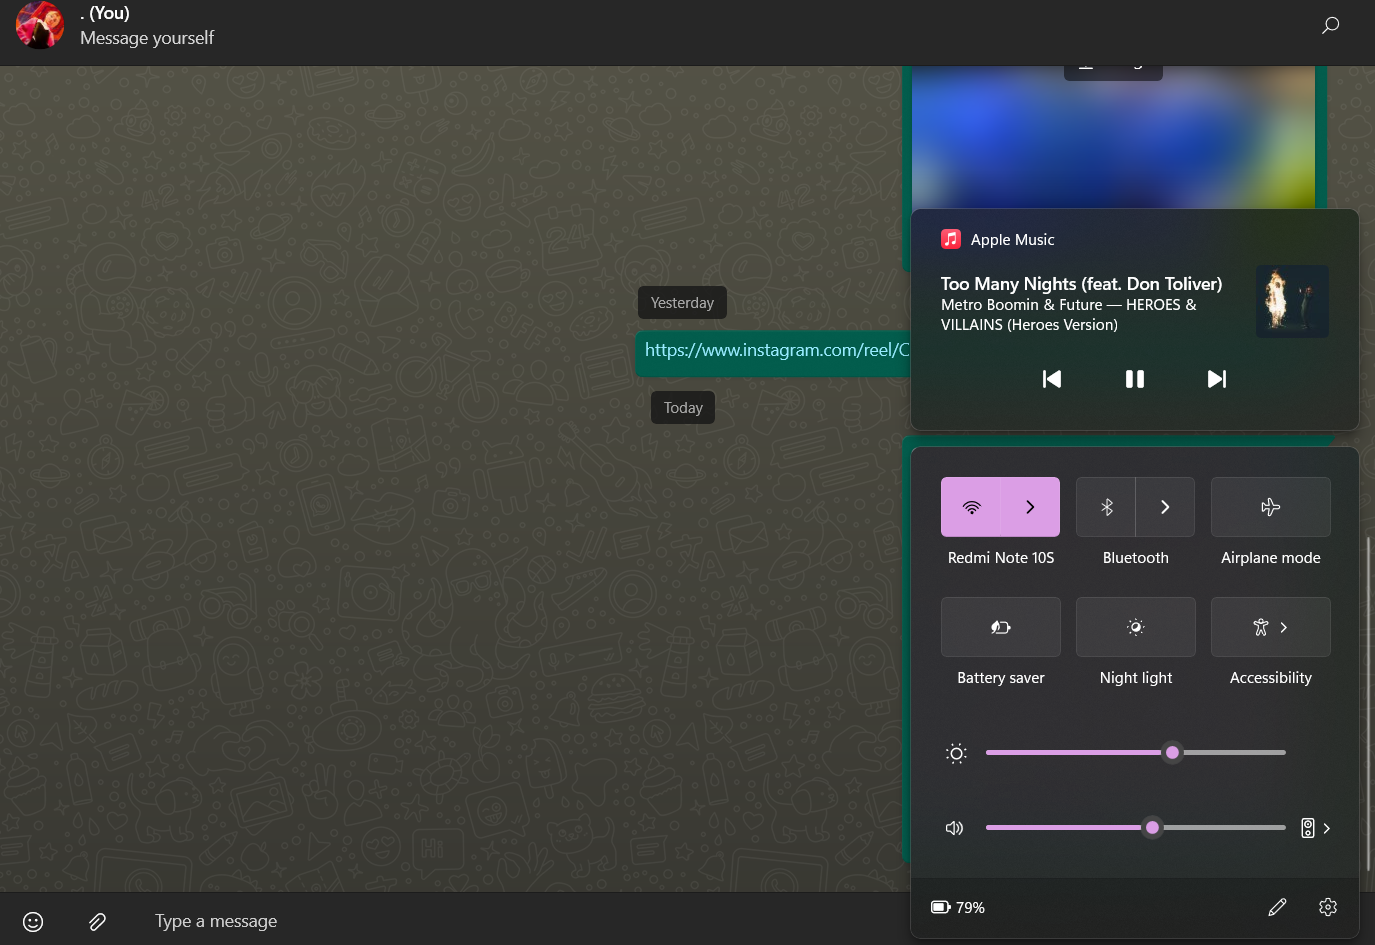 . (You)
Message yourself
Yesterday
https://www.instagram.com/reel/C
Today
Type a message
Apple Music
Too Many Nights (feat. Don Toliver)
Metro Boomin & Future — HEROES &
VILLAINS (Heroes Version)
Redmi Note 10S
Bluetooth
Airplane mode
Battery saver
Night light
Accessibility
79%